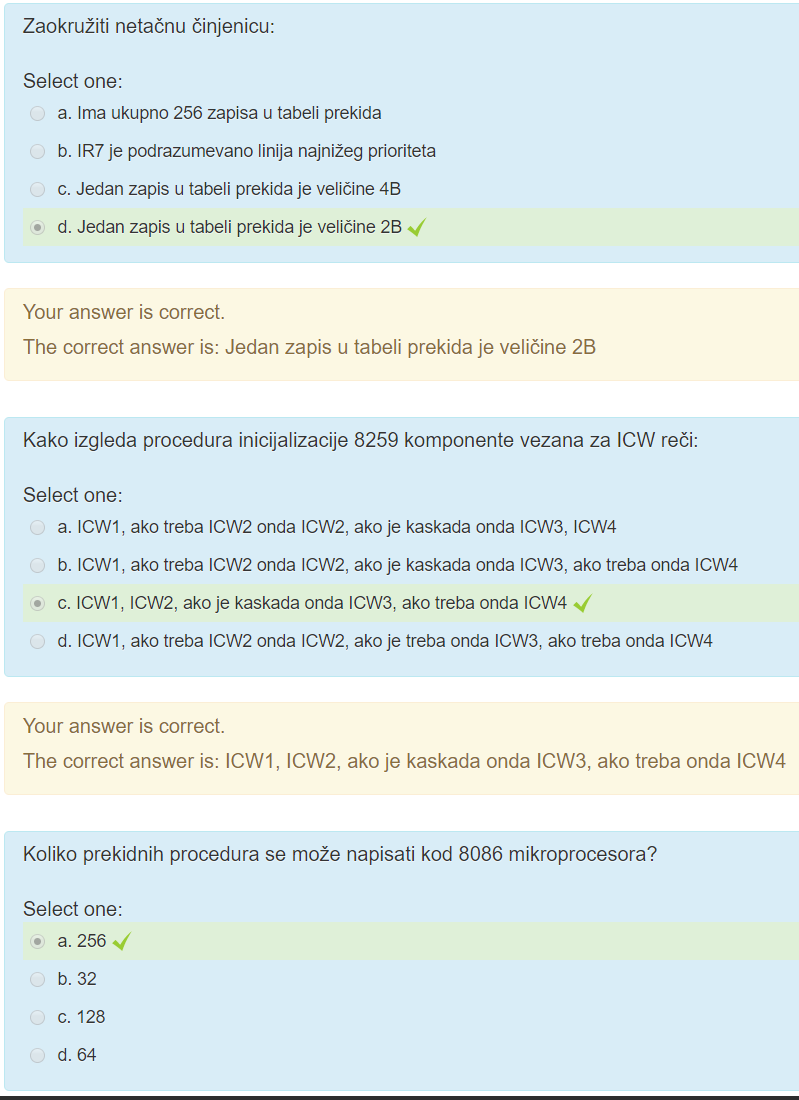 Zaokružiti netačnu činjenicu:
Select one:
a. Ima ukupno 256 zapisa u tabeli prekida
b. IR7 je podrazumevano linija najnižeg prioriteta
c. Jedan zapis u tabeli prekida je veličine 4B
d. Jedan zapis u tabeli prekida je veličine 2B
Your answer is correct.
The correct answer is: Jedan zapis u tabeli prekida je veličine 2B
Kako izgleda procedura inicijalizacije 8259 komponente vezana za ICW reči:
Select one:
a. ICW1, ako treba ICW2 onda ICW2, ako je kaskada onda ICW3, ICW4
b. ICW1, ako treba ICW2 onda ICW2, ako je kaskada onda ICW3, ako treba onda ICW4
c. ICW1, ICW2, ako je kaskada onda ICW3, ako treba onda ICW4
d. ICW1, ako treba ICW2 onda ICW2, ako je treba onda ICW3, ako treba onda ICW4
Your answer is correct.
The correct answer is: ICW1, ICW2, ako je kaskada onda ICW3, ako treba onda ICW4
Koliko prekidnih procedura se može napisati kod 8086 mikroprocesora?
Select one:
a. 256
b. 32
c. 128
d. 64